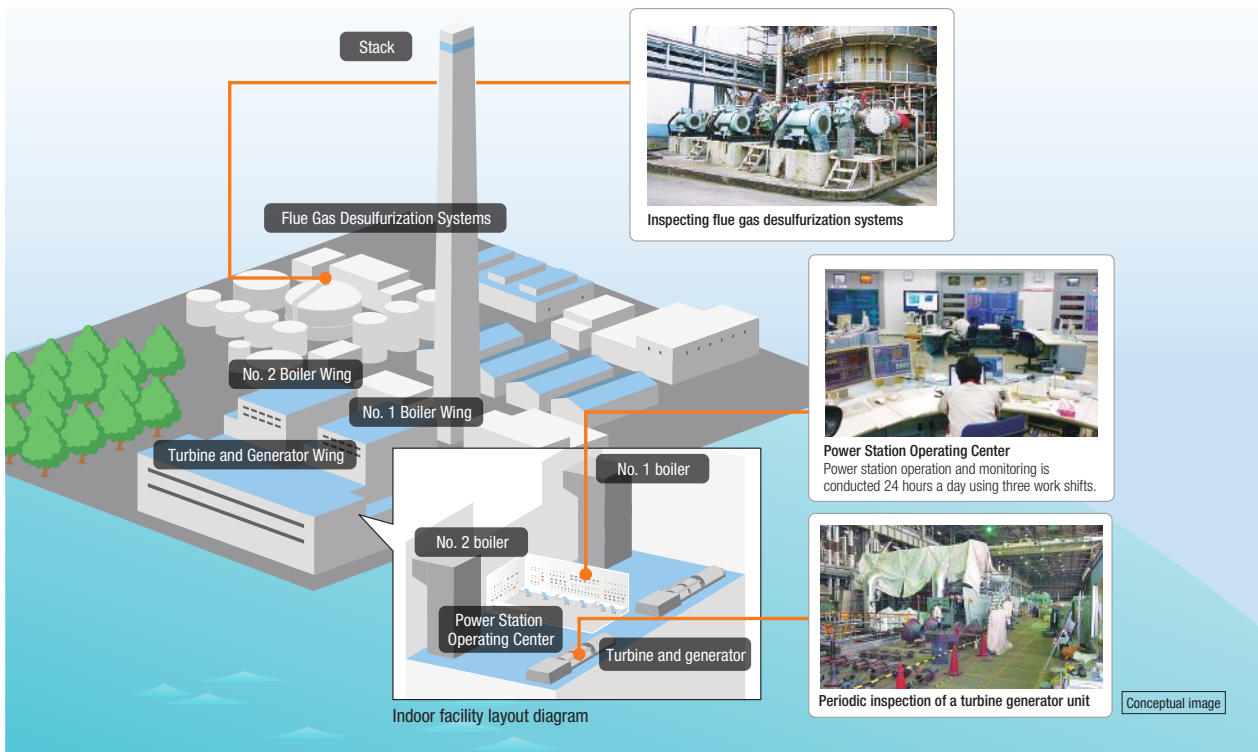 Stack
Inspecting flue gas desulfurization systems
Flue Gas Desulfurization Systems
Power Station Operating Center
Power station operation and monitoring is
conducted 24 hours a day using three work shifts.
No. 2 Boiler Wing
No. 1 Boiler Wing
Turbine and Generator Wing
No. 1 boiler
No. 2 boiler
Power Station
Operating Center
Turbine and generator
Periodic inspection of a turbine generator unit
Conceptual image
Indoor facility layout diagram